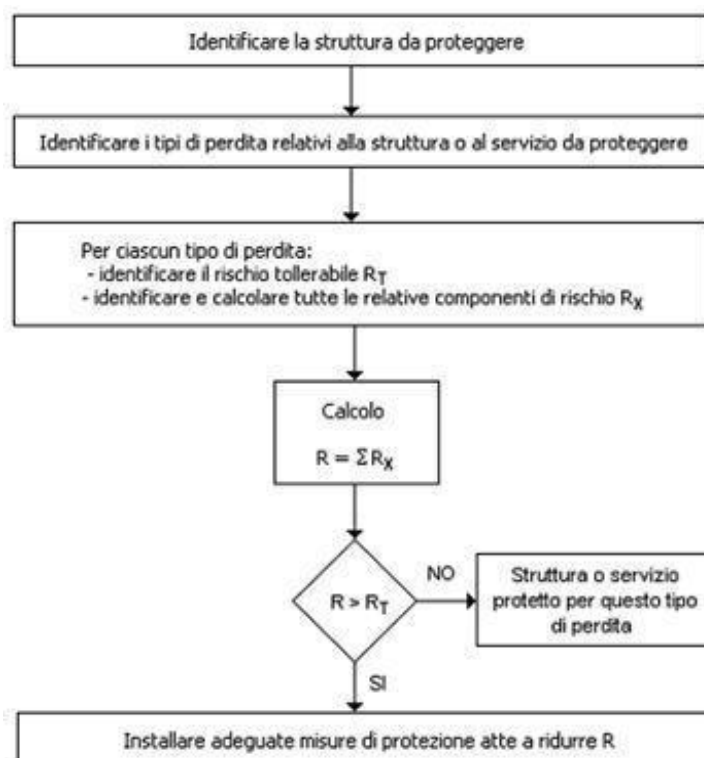 Identificare la struttura da proteggere
Identificare i tipi di perdita relativi alla struttura o al servizio da proteggere
Per ciascun tipo di perdita:
- identificare il rischio tollerabile RT
- identificare e calcolare tutte le relative componenti di rischio RX
Calcolo
R = ΣRX
R > RT
NO
Struttura o servizio
protetto per questo tipo
di perdita
SI
Installare adeguate misure di protezione atte a ridurre R